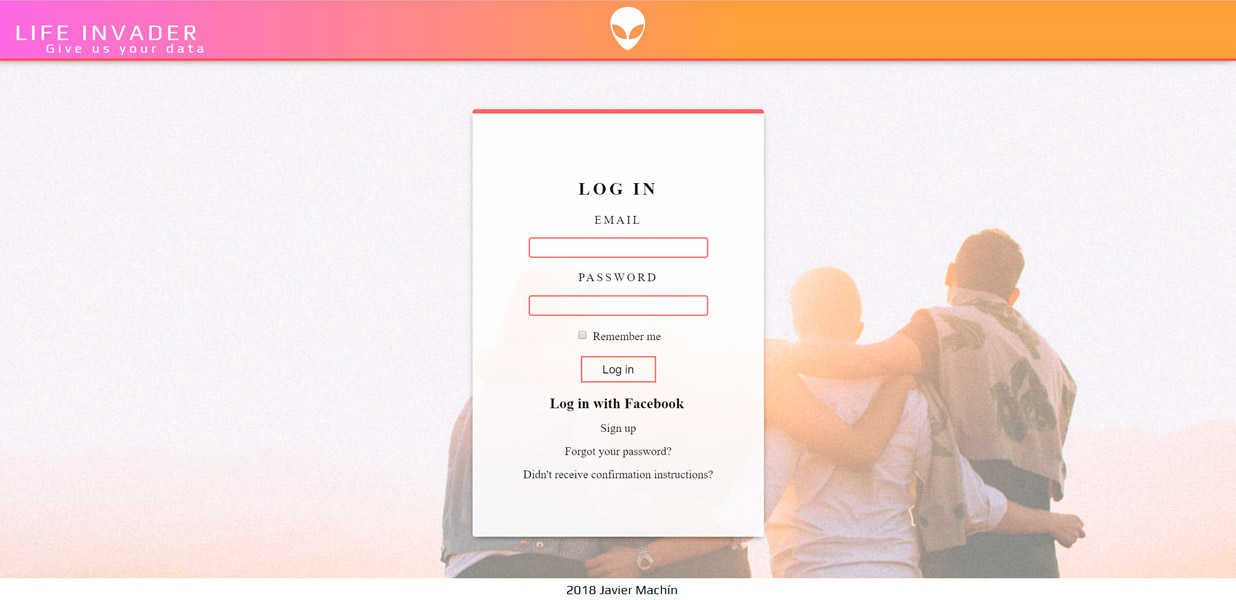 LIFE INVADER
Give us your data
LOG IN
EMAIL
PASSWORD
Remember me
Log in
Log in with Facebook
Sign up
Forgot your password?
Didn't receive confirmation instructions?
2018 Javier Machín